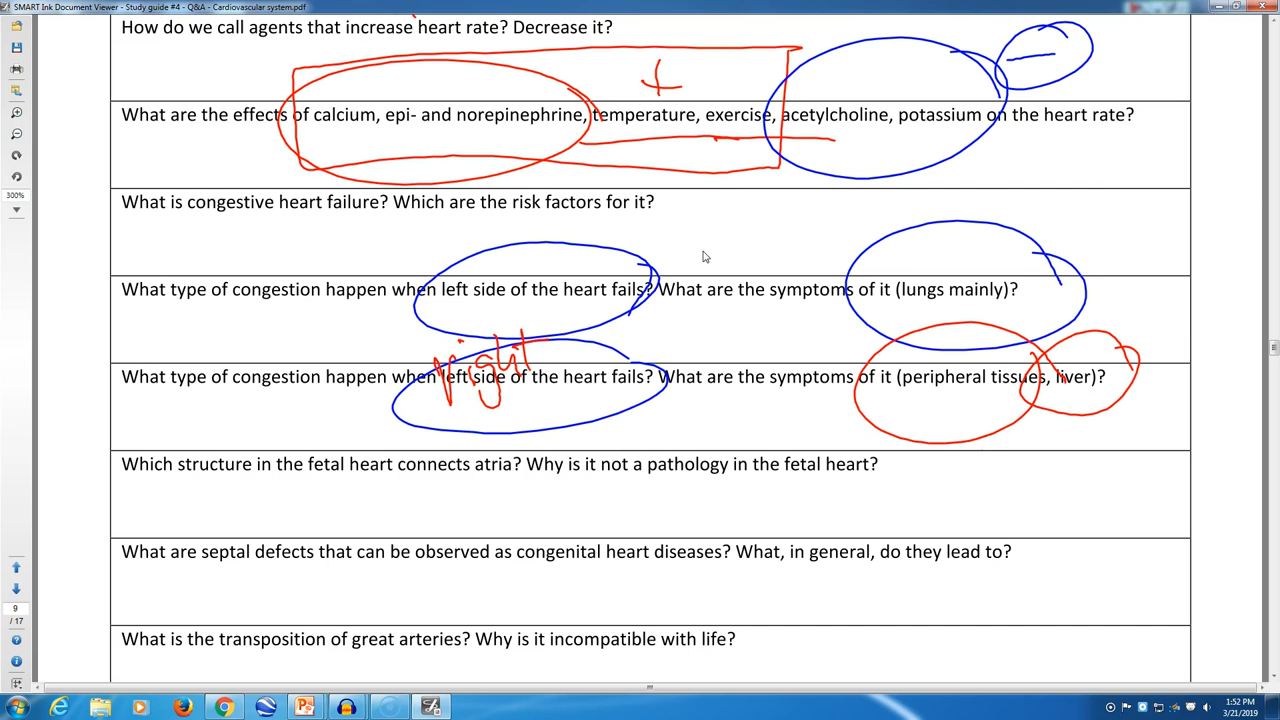 SMART Ink Document Viewer - Study guide #4 - Q&A - Cardiovascular system.pdf
How do we call agents that increase heart rate? Decrease it?
+
−
What are the effects of calcium, epi- and norepinephrine, temperature, exercise, acetylcholine, potassium on the heart rate?
What is congestive heart failure? Which are the risk factors for it?
300%
What type of congestion happen when left side of the heart fails? What are the symptoms of it (lungs mainly)?
right
What type of congestion happen when left side of the heart fails? What are the symptoms of it (peripheral tissues, liver)?
Which structure in the fetal heart connects atria? Why is it not a pathology in the fetal heart?
What are septal defects that can be observed as congenital heart diseases? What, in general, do they lead to?
9
/ 17
What is the transposition of great arteries? Why is it incompatible with life?
1:52 PM
3/21/2019